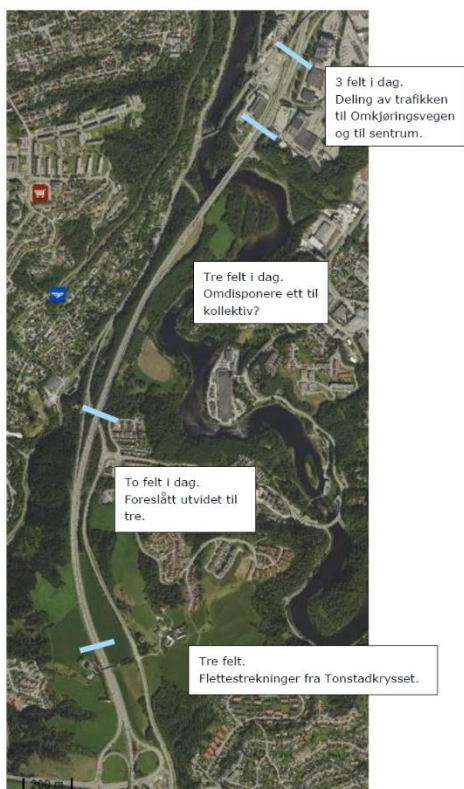 3 felt i dag.
Deling av trafikken
til Omkjøringsvegen
og til sentrum.
Tre felt i dag.
Omdisponere ett til
kollektiv?
To felt i dag.
Foreslått utvidet til
tre.
Tre felt.
Flettestrekninger fra Tonstadkrysset.
200 m